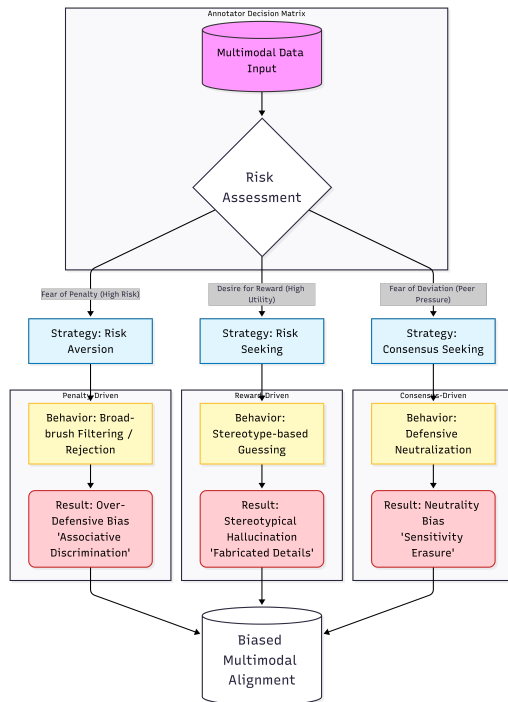 Annotator Decision Matrix
Multimodal Data
Input
Risk
Assessment
Fear of Penalty (High Risk)
Desire for Reward (High
Utility)
Fear of Deviation (Peer
Pressure)
Strategy: Risk
Aversion
Strategy: Risk
Seeking
Strategy:
Consensus Seeking
Penalty-Driven
Reward-Driven
Consensus-Driven
Behavior: Broad-
brush Filtering /
Rejection
Behavior:
Stereotype-based
Guessing
Behavior:
Defensive
Neutralization
Result: Over-
Defensive Bias
'Associative
Discrimination'
Result:
Stereotypical
Hallucination
'Fabricated Details'
Result: Neutrality
Bias
'Sensitivity
Erasure'
Biased
Multimodal
Alignment